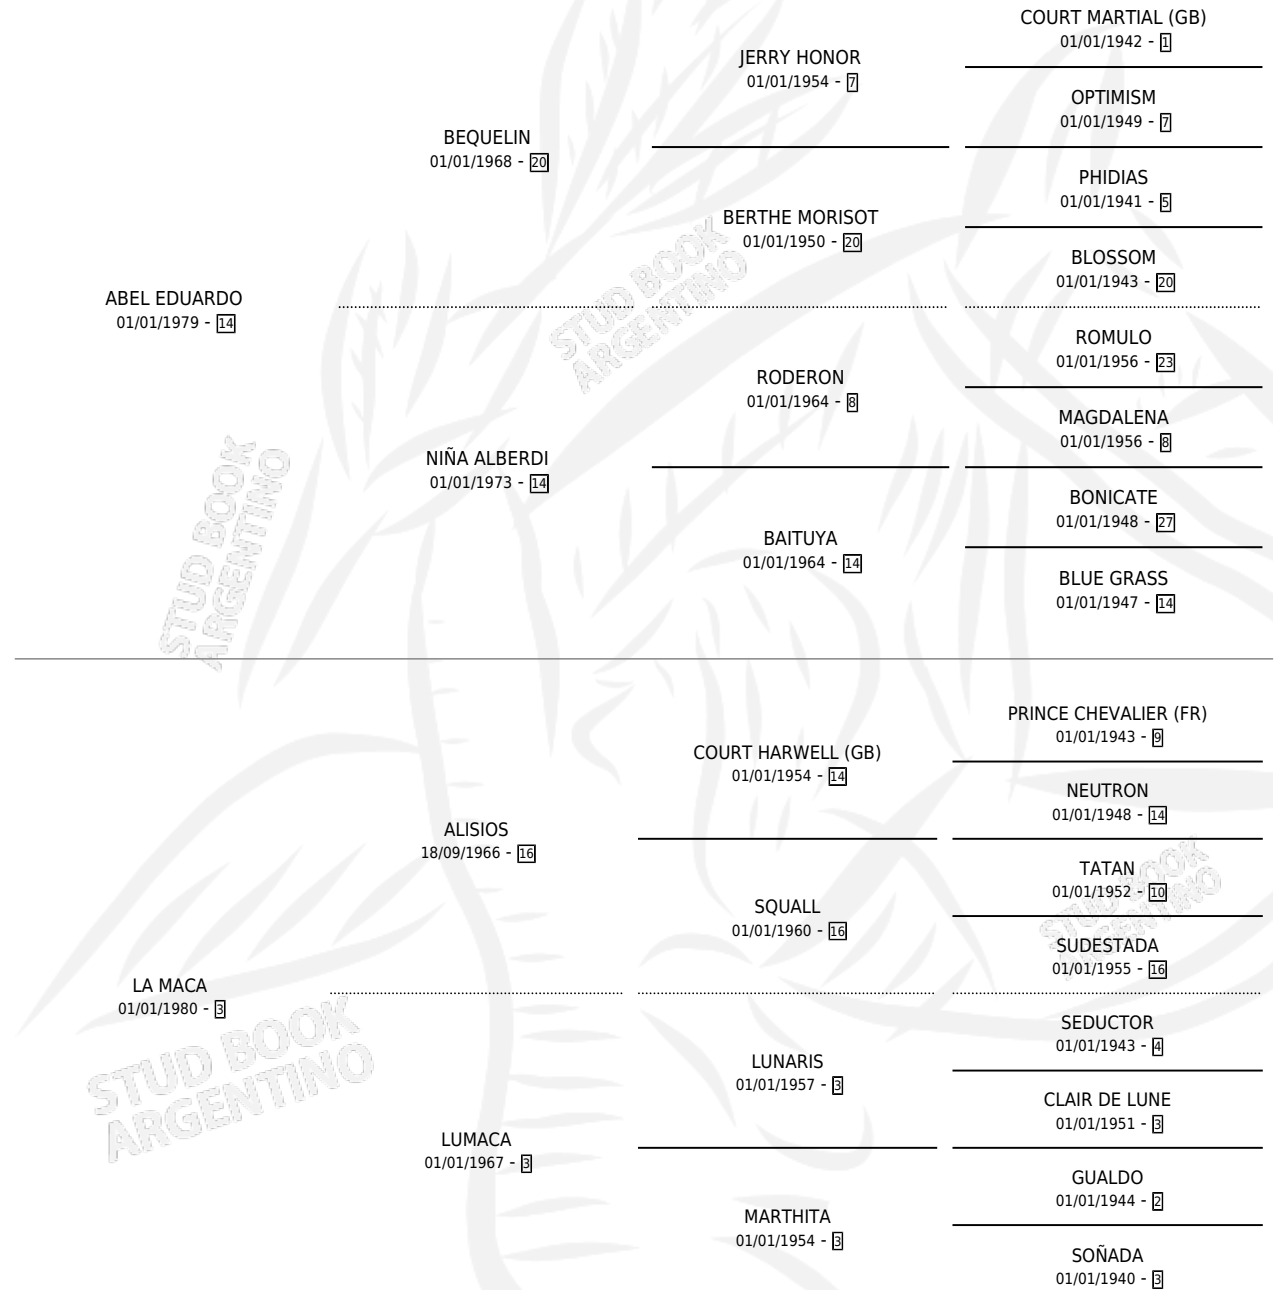 COURT MARTIAL (GB)
01/01/1942 - 1
JERRY HONOR
01/01/1954 - 7
OPTIMISM
01/01/1949 - 7
BEQUELIN
01/01/1968 - 20
PHIDIAS
01/01/1941 - 5
BERTHE MORISOT
01/01/1950 - 20
BLOSSOM
01/01/1943 - 20
ABEL EDUARDO
01/01/1979 - 14
STUD BOOK
ARGENTINO
ROMULO
01/01/1956 - 23
RODERON
01/01/1964 - 8
MAGDALENA
01/01/1956 - 8
NIÑA ALBERDI
01/01/1973 - 14
BONICATE
01/01/1948 - 27
BAITUYA
01/01/1964 - 14
BLUE GRASS
01/01/1947 - 14
STUD BOOK
ARGENTINO
PRINCE CHEVALIER (FR)
01/01/1943 - 9
COURT HARWELL (GB)
01/01/1954 - 14
NEUTRON
01/01/1948 - 14
ALISIOS
18/09/1966 - 16
TATAN
01/01/1952 - 10
SQUALL
01/01/1960 - 16
STUD BOOK
ARGENTINO
SUDESTADA
01/01/1955 - 16
LA MACA
01/01/1980 - 3
SEDUCTOR
01/01/1943 - 4
LUNARIS
01/01/1957 - 3
CLAIR DE LUNE
01/01/1951 - 3
STUD BOOK
ARGENTINO
LUMACA
01/01/1967 - 3
GUALDO
01/01/1944 - 2
MARTHITA
01/01/1954 - 3
SOÑADA
01/01/1940 - 3